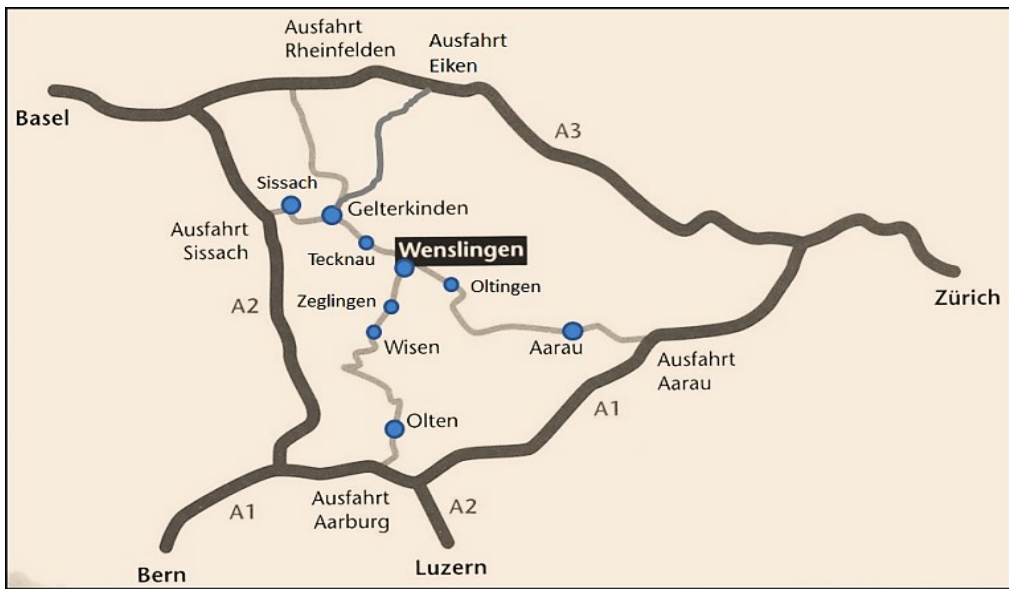 Ausfahrt
Rheinfelden
Ausfahrt
Eiken
Basel
A3
Sissach
Gelterkinden
Ausfahrt
Sissach
Tecknau
Wenslingen
Oltingen
Zeglingen
A2
Zürich
Wisen
Aarau
Ausfahrt
Aarau
A1
Olten
Ausfahrt
Aarburg
A1
A2
Bern
Luzern